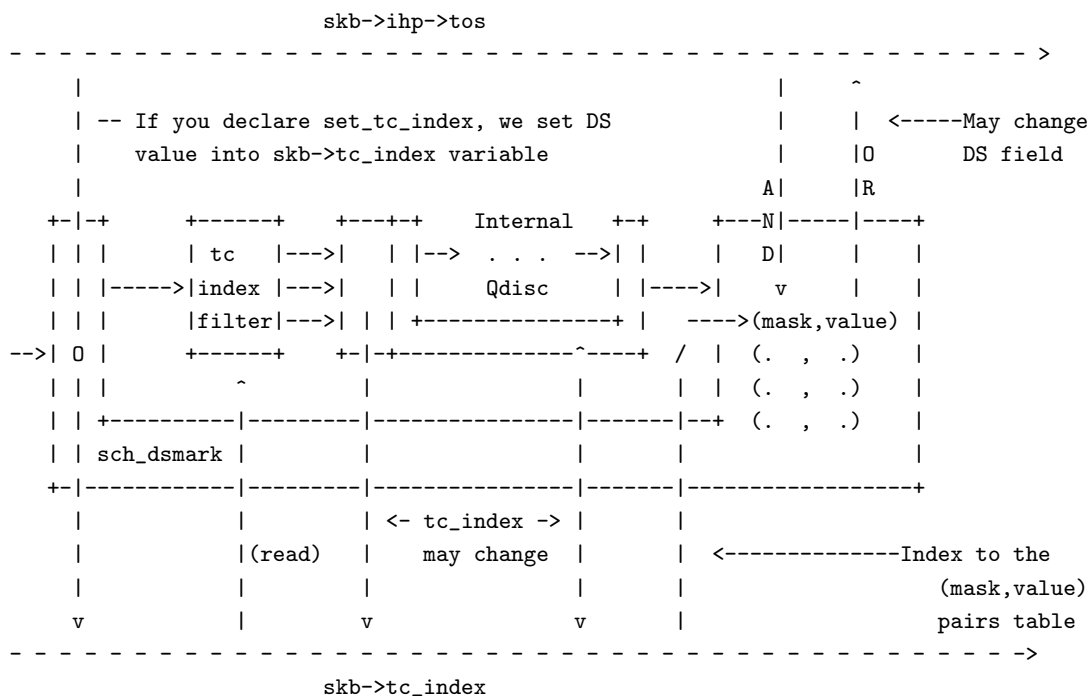 skb->ihp->tos
- - - - - - - - - - - - - - - - - - - - - - - - - - - - - - - - - - - - >
     |                                                      |     ^
     | -- If you declare set_tc_index, we set DS            |     |  <-----May change
     |    value into skb->tc_index variable                 |     |O       DS field
     |                                                     A|     |R
   +-|-+      +------+    +---+-+    Internal   +-+     +---N|-----|----+
   | | |      | tc   |--->|   | |-->  . . .  -->| |     |   D|     |    |
   | | |----->|index |--->|   | |     Qdisc     | |---->|    v     |    |
   | | |      |filter|--->| | | +---------------+ |   ---->(mask,value) |
-->| O |      +------+    +-|-+--------------^----+  /  |  (.  ,  .)    |
   | | |          ^         |                |       |  |  (.  ,  .)    |
   | | +----------|---------|----------------|-------|--+  (.  ,  .)    |
   | | sch_dsmark |         |                |       |                  |
   +-|------------|---------|----------------|-------|------------------+
     |            |         | <- tc_index -> |       |
     |            |(read)   |    may change  |       |  <--------------Index to the
     |            |         |                |       |                    (mask,value)
     v            |         v                v       |                    pairs table
- - - - - - - - - - - - - - - - - - - - - - - - - - - - - - - - - - - ->
                         skb->tc_index